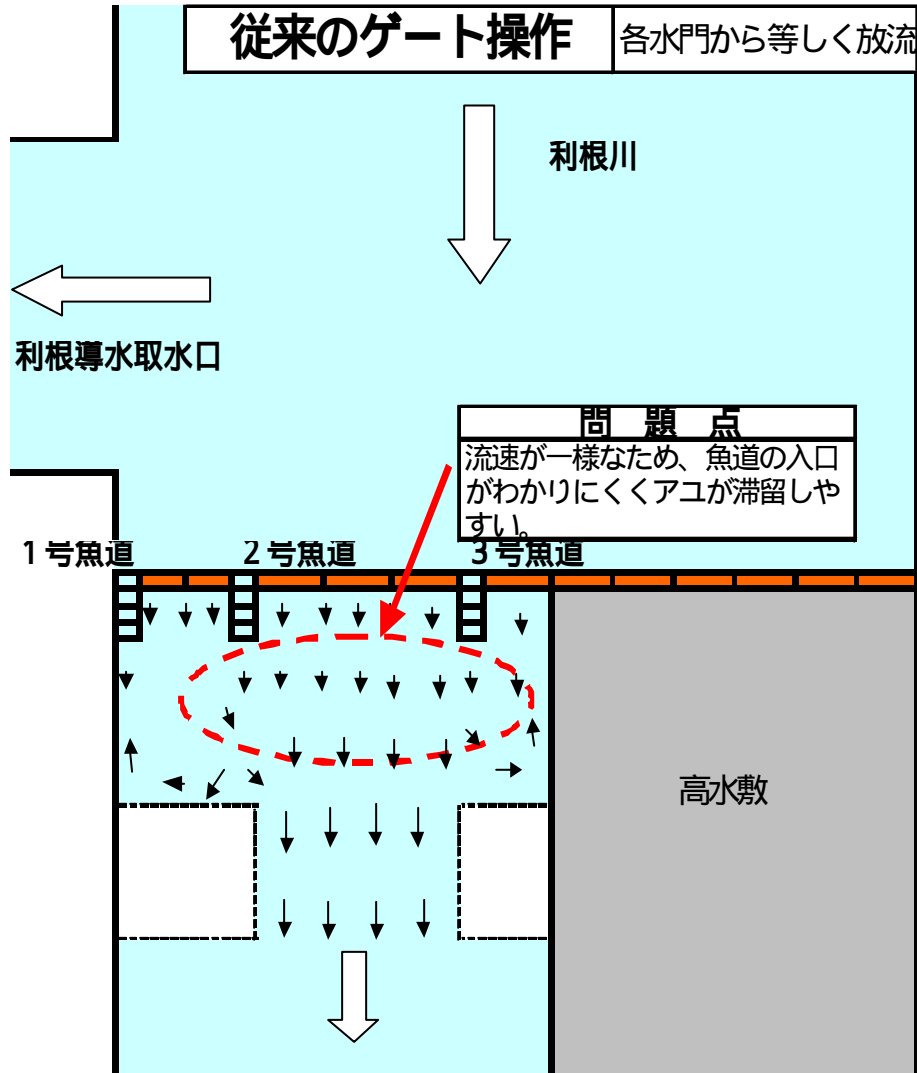 従来のゲート操作
各水門から等しく放流
利根川
利根導水取水口
問題点
流速が一様なため、魚道の入口
がわかりにくくアユが滞留しや
すい。
1号魚道 2号魚道 3号魚道
高水敷